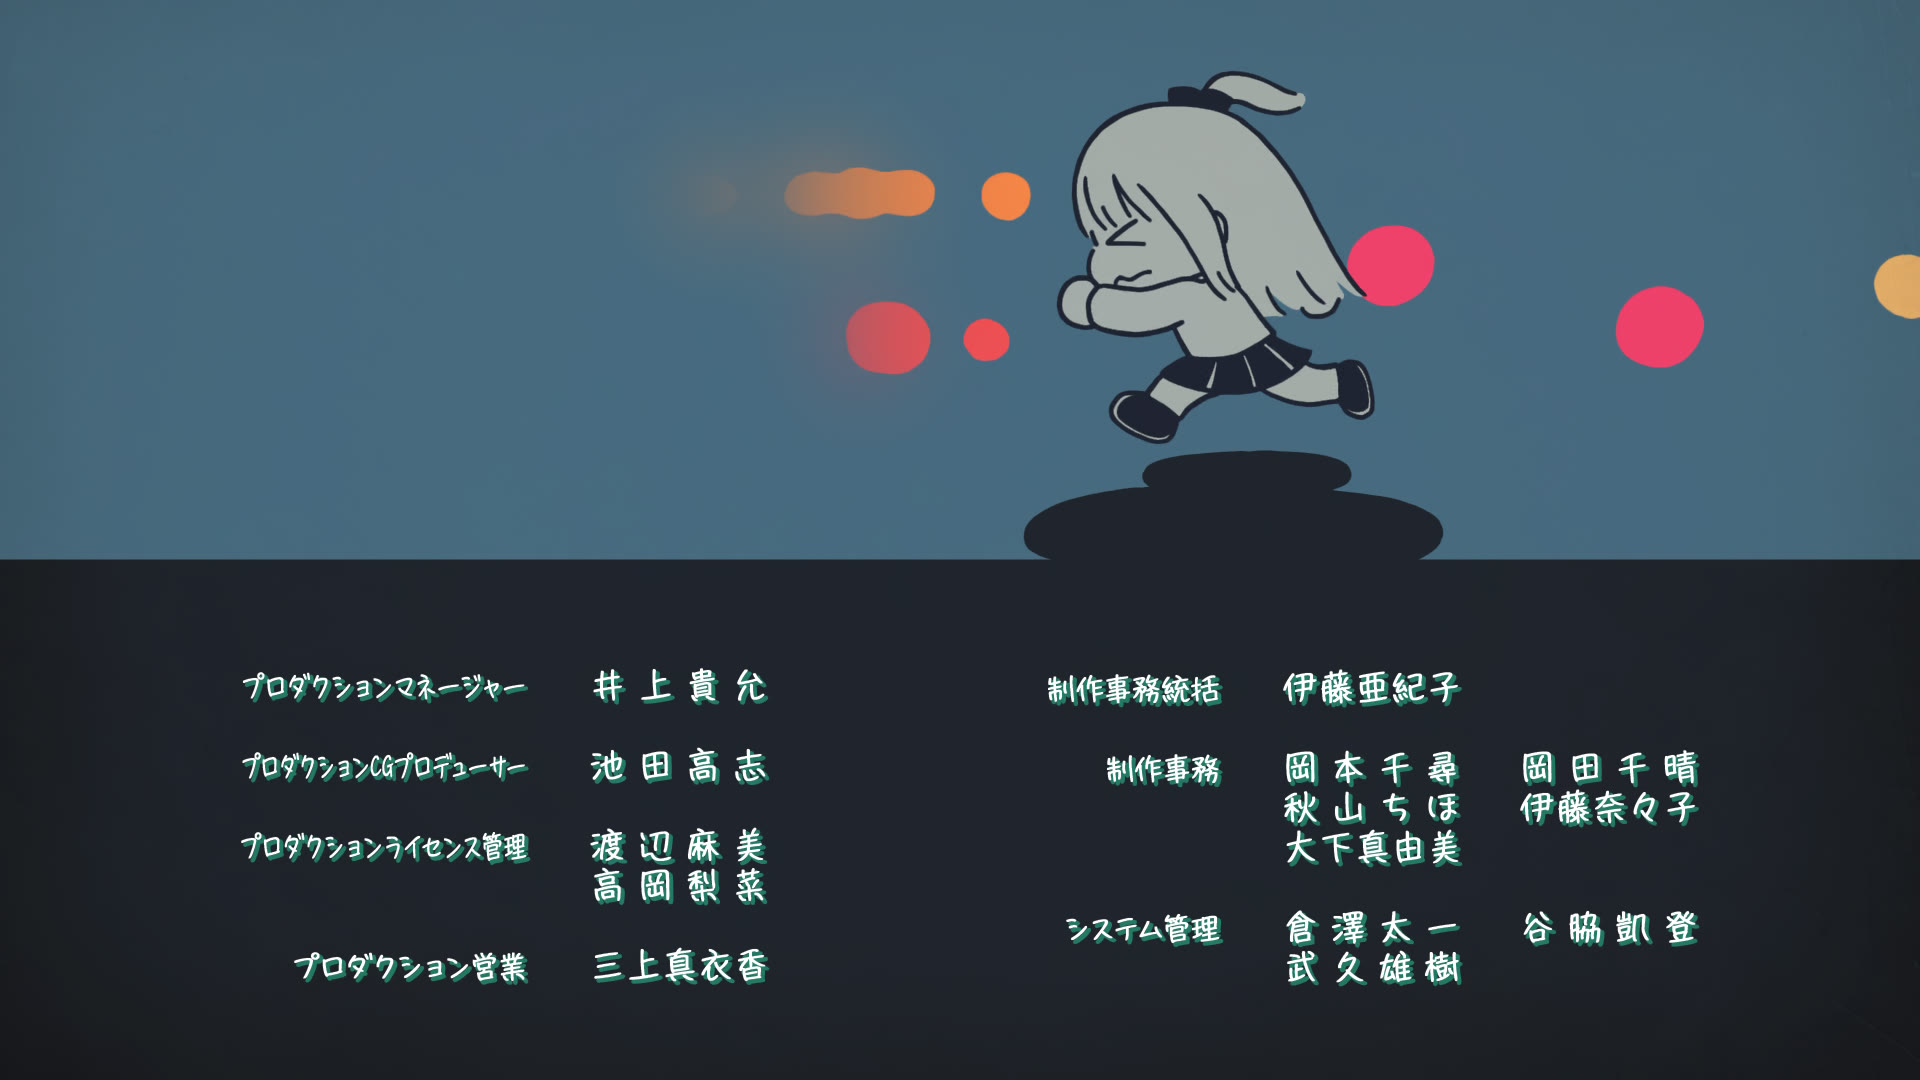 プロダクションマネージャー 井上貴允
プロダクションCGプロデューサー 池田高志
プロダクションライセンス管理 渡辺麻美
高岡梨菜
プロダクション営業 三上真衣香
制作事務統括 伊藤亜紀子
制作事務 岡本千尋 岡田千晴
秋山ちほ 伊藤奈々子
大下真由美
システム管理 倉澤太一 谷脇凱登
武久雄樹